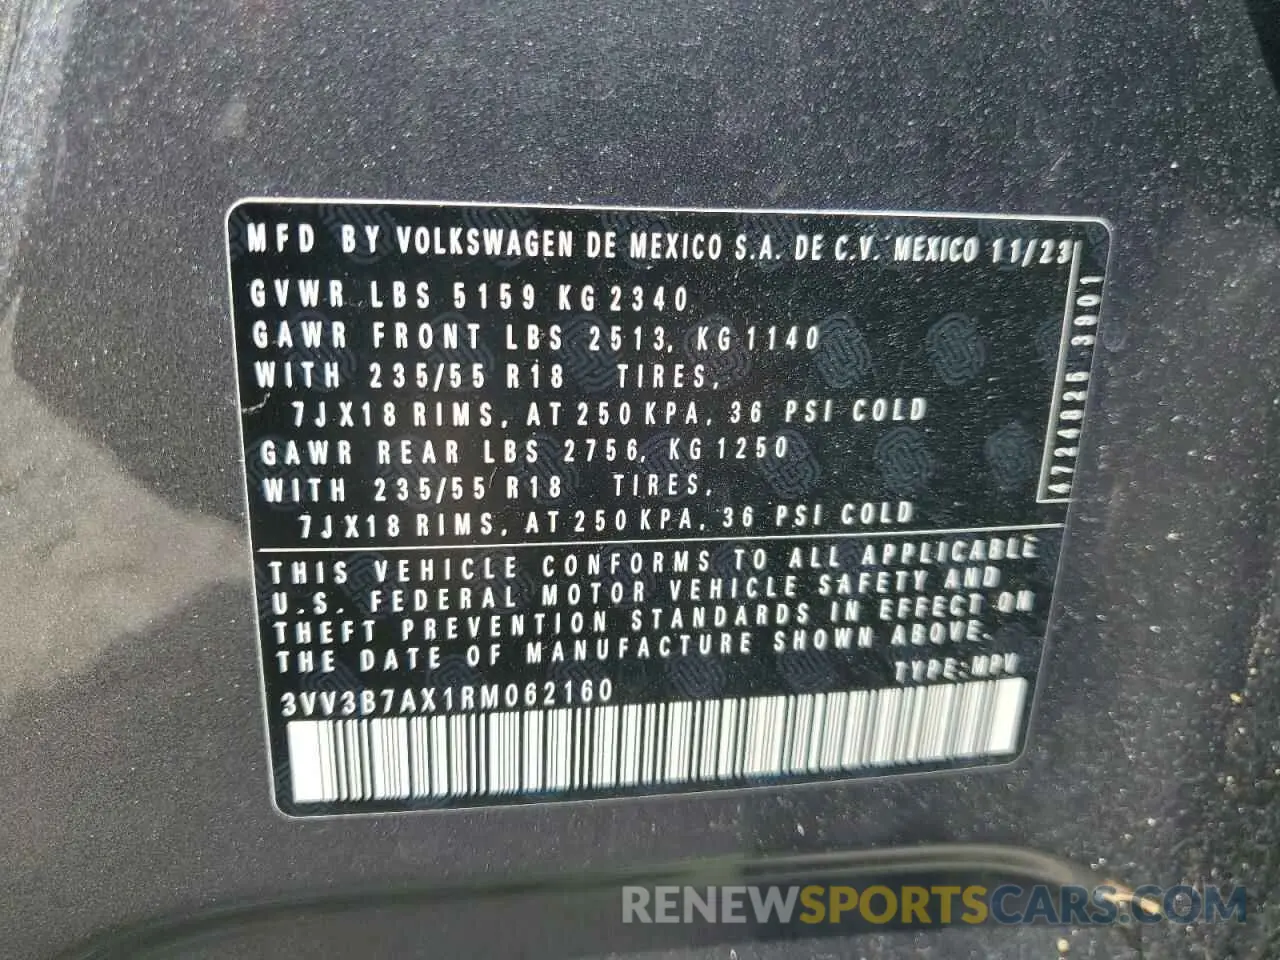 MFD BY VOLKSWAGEN DE MEXICO S.A. DE C.V. MEXICO 11/23
GVWR LBS 5159 KG 2340
GAWR FRONT LBS 2513, KG 1140
WITH 235/55 R18 TIRES,
7JX18 RIMS, AT 250 KPA, 36 PSI COLD
GAWR REAR LBS 2756, KG 1250
WITH 235/55 R18 TIRES,
7JX18 RIMS, AT 250 KPA, 36 PSI COLD
4724826 3901
THIS VEHICLE CONFORMS TO ALL APPLICABLE
U.S. FEDERAL MOTOR VEHICLE SAFETY AND
THEFT PREVENTION STANDARDS IN EFFECT ON
THE DATE OF MANUFACTURE SHOWN ABOVE.
TYPE:MPV
3VV3B7AX1RM062160
RENEWSPORTSCARS.COM